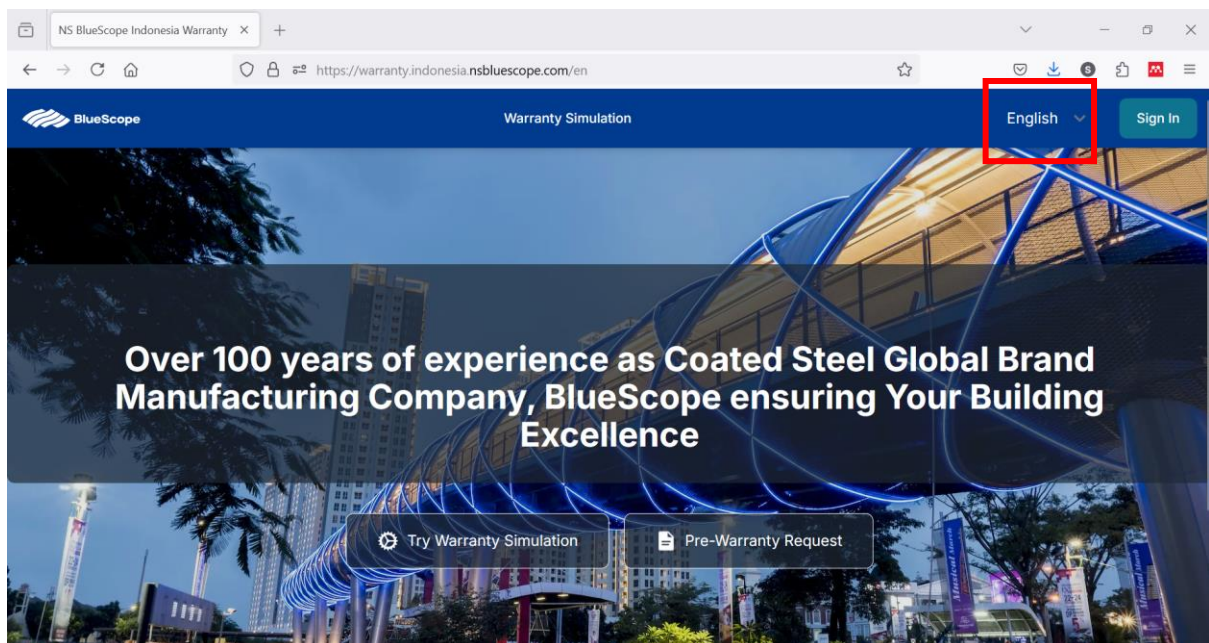 NS BlueScope Indonesia Warranty
https://warranty.indonesia.nsbluescope.com/en
BlueScope
Warranty Simulation
English
Sign In
Over 100 years of experience as Coated Steel Global Brand
Manufacturing Company, BlueScope ensuring Your Building
Excellence
Try Warranty Simulation
Pre-Warranty Request
Musical March